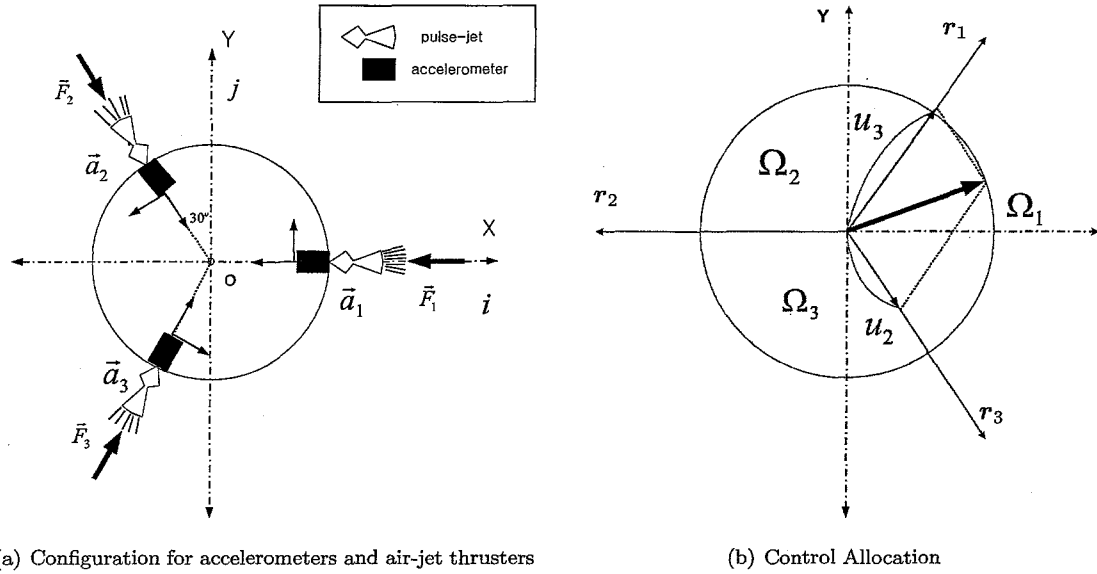 pulse-jet
accelerometer
Y
j
F⃗₂
a⃗₂
30°
X
O
a⃗₁
F⃗₁
i
a⃗₃
F⃗₃
(a) Configuration for accelerometers and air-jet thrusters
Y
r₁
u₃
Ω₂
r₂
Ω₁
Ω₃
u₂
r₃
(b) Control Allocation